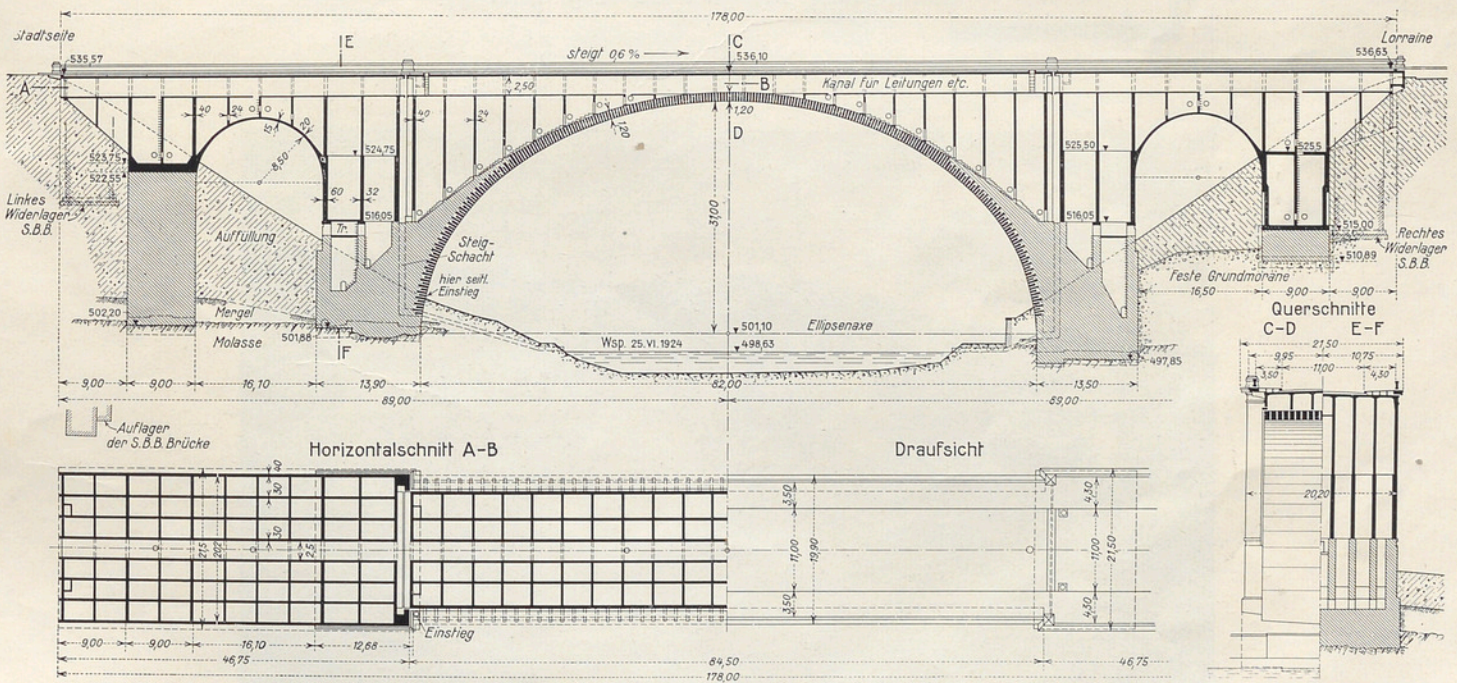 178,00
Stadtseite
Lorraine
E
C
steigt 0,6 %
535,57
536,10
536,63
A
B
2,50
Kanal für Leitungen etc.
40
24
15
20
8,50
40
24
1,20
1,20
D
523,75
522,55
524,75
525,50
525,5
60
32
516,05
516,05
Tr.
37,00
Linkes
Widerlager
S.B.B.
Auffüllung
Steig-
Schacht
hier seitl.
Einstieg
515,00
Rechtes
Widerlager
S.B.B.
510,89
Feste Grundmoräne
16,50
9,00
9,00
Mergel
502,20
Molasse
501,88
F
501,10
Ellipsenaxe
Wsp. 25.VI.1924
498,63
497,85
9,00
9,00
16,10
13,90
82,00
13,50
89,00
89,00
Querschnitte
C-D
E-F
21,50
9,95
10,75
11,00
3,50
4,30
20,20
Auflager
der S.B.B. Brücke
Horizontalschnitt A-B
Draufsicht
40
30
30
21,5
20,2
2,5
3,50
11,00
3,50
19,90
4,30
11,00
4,30
21,50
Einstieg
9,00
9,00
16,10
12,68
46,75
84,50
46,75
178,00